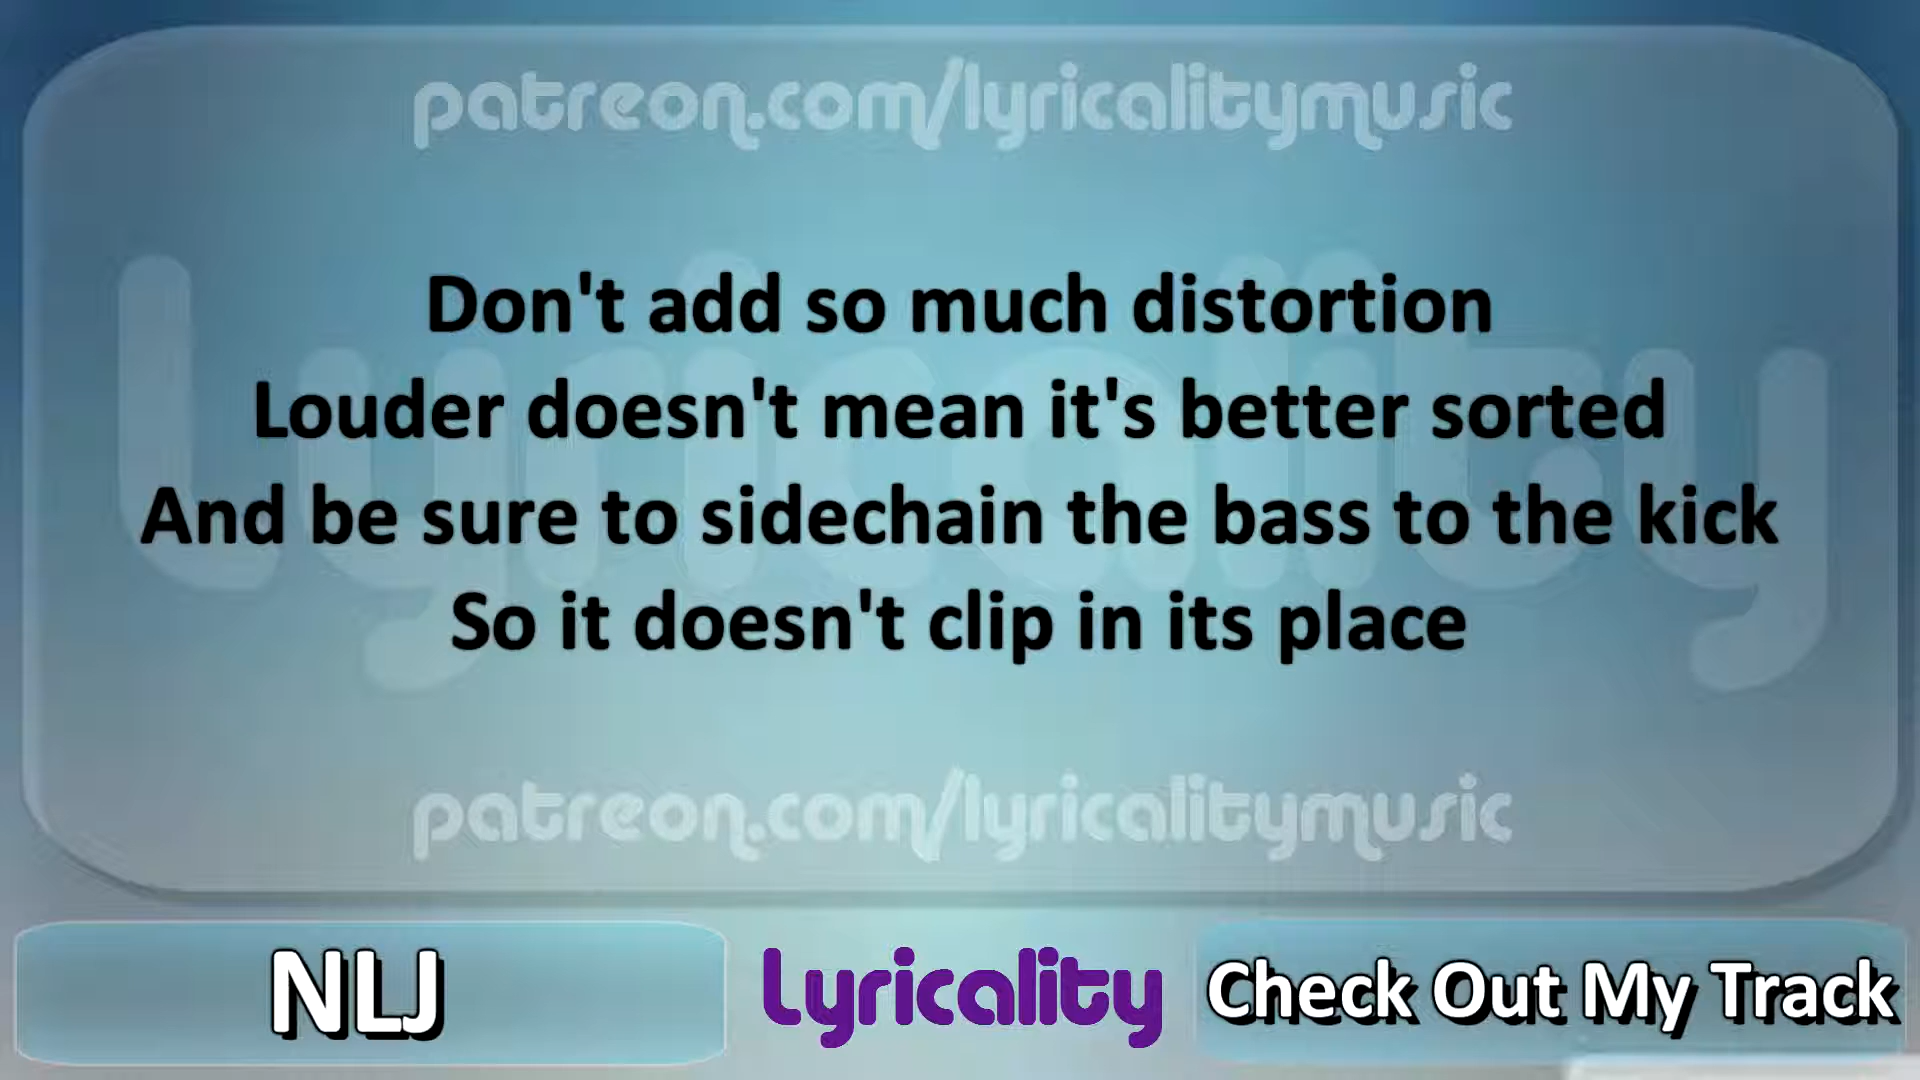 patreon.com/lyricalitymusic
Lyricality
Don't add so much distortion
Louder doesn't mean it's better sorted
And be sure to sidechain the bass to the kick
So it doesn't clip in its place
patreon.com/lyricalitymusic
NLJ
Lyricality
Check Out My Track